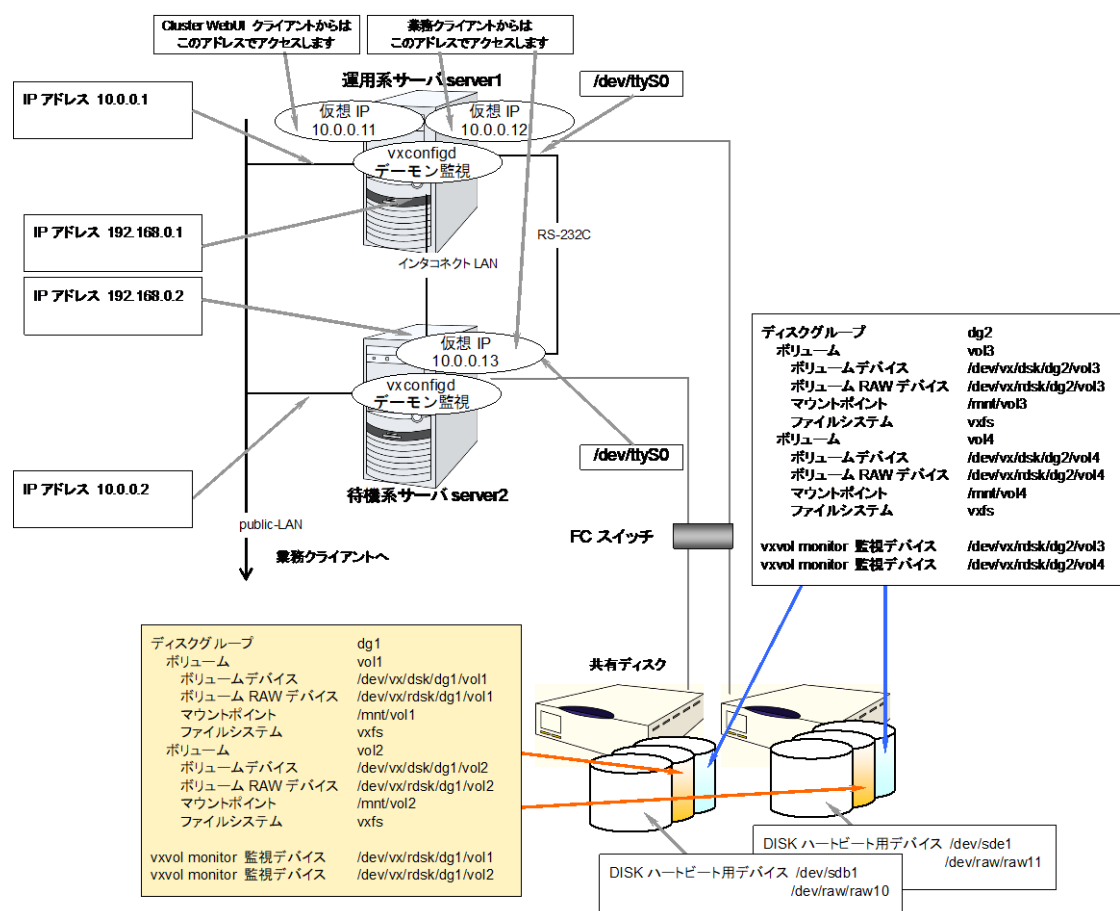 Cluster WebUI クライアントからは
このアドレスでアクセスします
業務クライアントからは
このアドレスでアクセスします
運用系サーバ server1
/dev/ttyS0
IP アドレス 10.0.0.1
仮想 IP
10.0.0.11
仮想 IP
10.0.0.12
vxconfigd
デーモン監視
IP アドレス 192.168.0.1
RS-232C
インタコネクト LAN
IP アドレス 192.168.0.2
仮想 IP
10.0.0.13
vxconfigd
デーモン監視
/dev/ttyS0
IP アドレス 10.0.0.2
待機系サーバ server2
public-LAN
業務クライアントへ
FC スイッチ
ディスクグループ dg2
ボリューム vol3
ボリュームデバイス /dev/vx/dsk/dg2/vol3
ボリューム RAW デバイス /dev/vx/rdsk/dg2/vol3
マウントポイント /mnt/vol3
ファイルシステム vxfs
ボリューム vol4
ボリュームデバイス /dev/vx/dsk/dg2/vol4
ボリューム RAW デバイス /dev/vx/rdsk/dg2/vol4
マウントポイント /mnt/vol4
ファイルシステム vxfs
vxvol monitor 監視デバイス /dev/vx/rdsk/dg2/vol3
vxvol monitor 監視デバイス /dev/vx/rdsk/dg2/vol4
ディスクグループ dg1
ボリューム vol1
ボリュームデバイス /dev/vx/dsk/dg1/vol1
ボリューム RAW デバイス /dev/vx/rdsk/dg1/vol1
マウントポイント /mnt/vol1
ファイルシステム vxfs
ボリューム vol2
ボリュームデバイス /dev/vx/dsk/dg1/vol2
ボリューム RAW デバイス /dev/vx/rdsk/dg1/vol2
マウントポイント /mnt/vol2
ファイルシステム vxfs
vxvol monitor 監視デバイス /dev/vx/rdsk/dg1/vol1
vxvol monitor 監視デバイス /dev/vx/rdsk/dg1/vol2
共有ディスク
DISK ハートビート用デバイス /dev/sde1
/dev/raw/raw11
DISK ハートビート用デバイス /dev/sdb1
/dev/raw/raw10